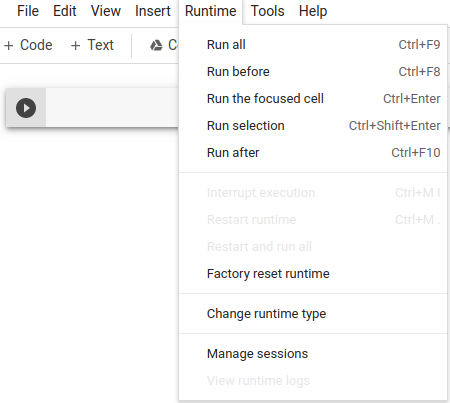 File Edit View Insert Runtime Tools Help
+ Code + Text C
Run all Ctrl+F9
Run before Ctrl+F8
Run the focused cell Ctrl+Enter
Run selection Ctrl+Shift+Enter
Run after Ctrl+F10
Interrupt execution Ctrl+M I
Restart runtime Ctrl+M .
Restart and run all
Factory reset runtime
Change runtime type
Manage sessions
View runtime logs